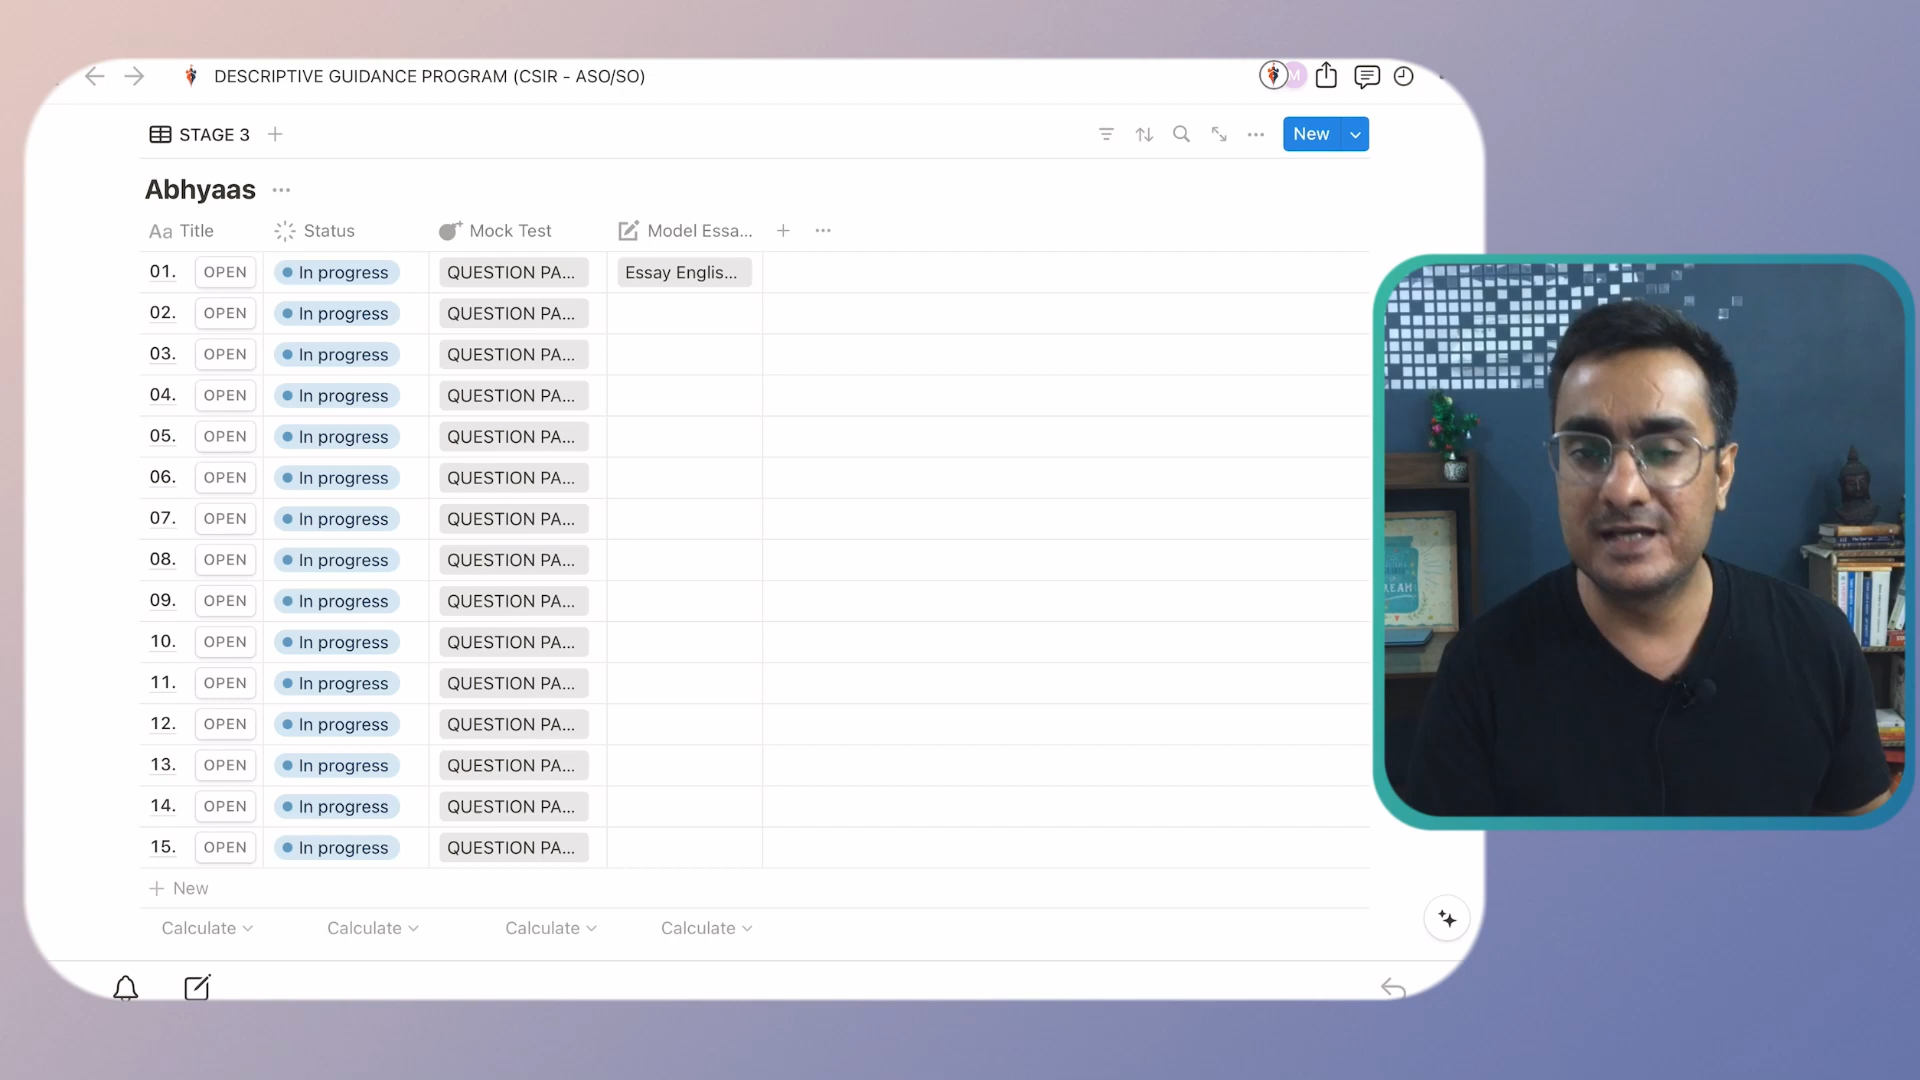 DESCRIPTIVE GUIDANCE PROGRAM (CSIR - ASO/SO)
M
STAGE 3
New
Abhyaas
Aa Title Status Mock Test Model Essa...
01. OPEN In progress QUESTION PA... Essay Englis...
02. OPEN In progress QUESTION PA...
03. OPEN In progress QUESTION PA...
04. OPEN In progress QUESTION PA...
05. OPEN In progress QUESTION PA...
06. OPEN In progress QUESTION PA...
07. OPEN In progress QUESTION PA...
08. OPEN In progress QUESTION PA...
09. OPEN In progress QUESTION PA...
10. OPEN In progress QUESTION PA...
11. OPEN In progress QUESTION PA...
12. OPEN In progress QUESTION PA...
13. OPEN In progress QUESTION PA...
14. OPEN In progress QUESTION PA...
15. OPEN In progress QUESTION PA...
New
Calculate Calculate Calculate Calculate